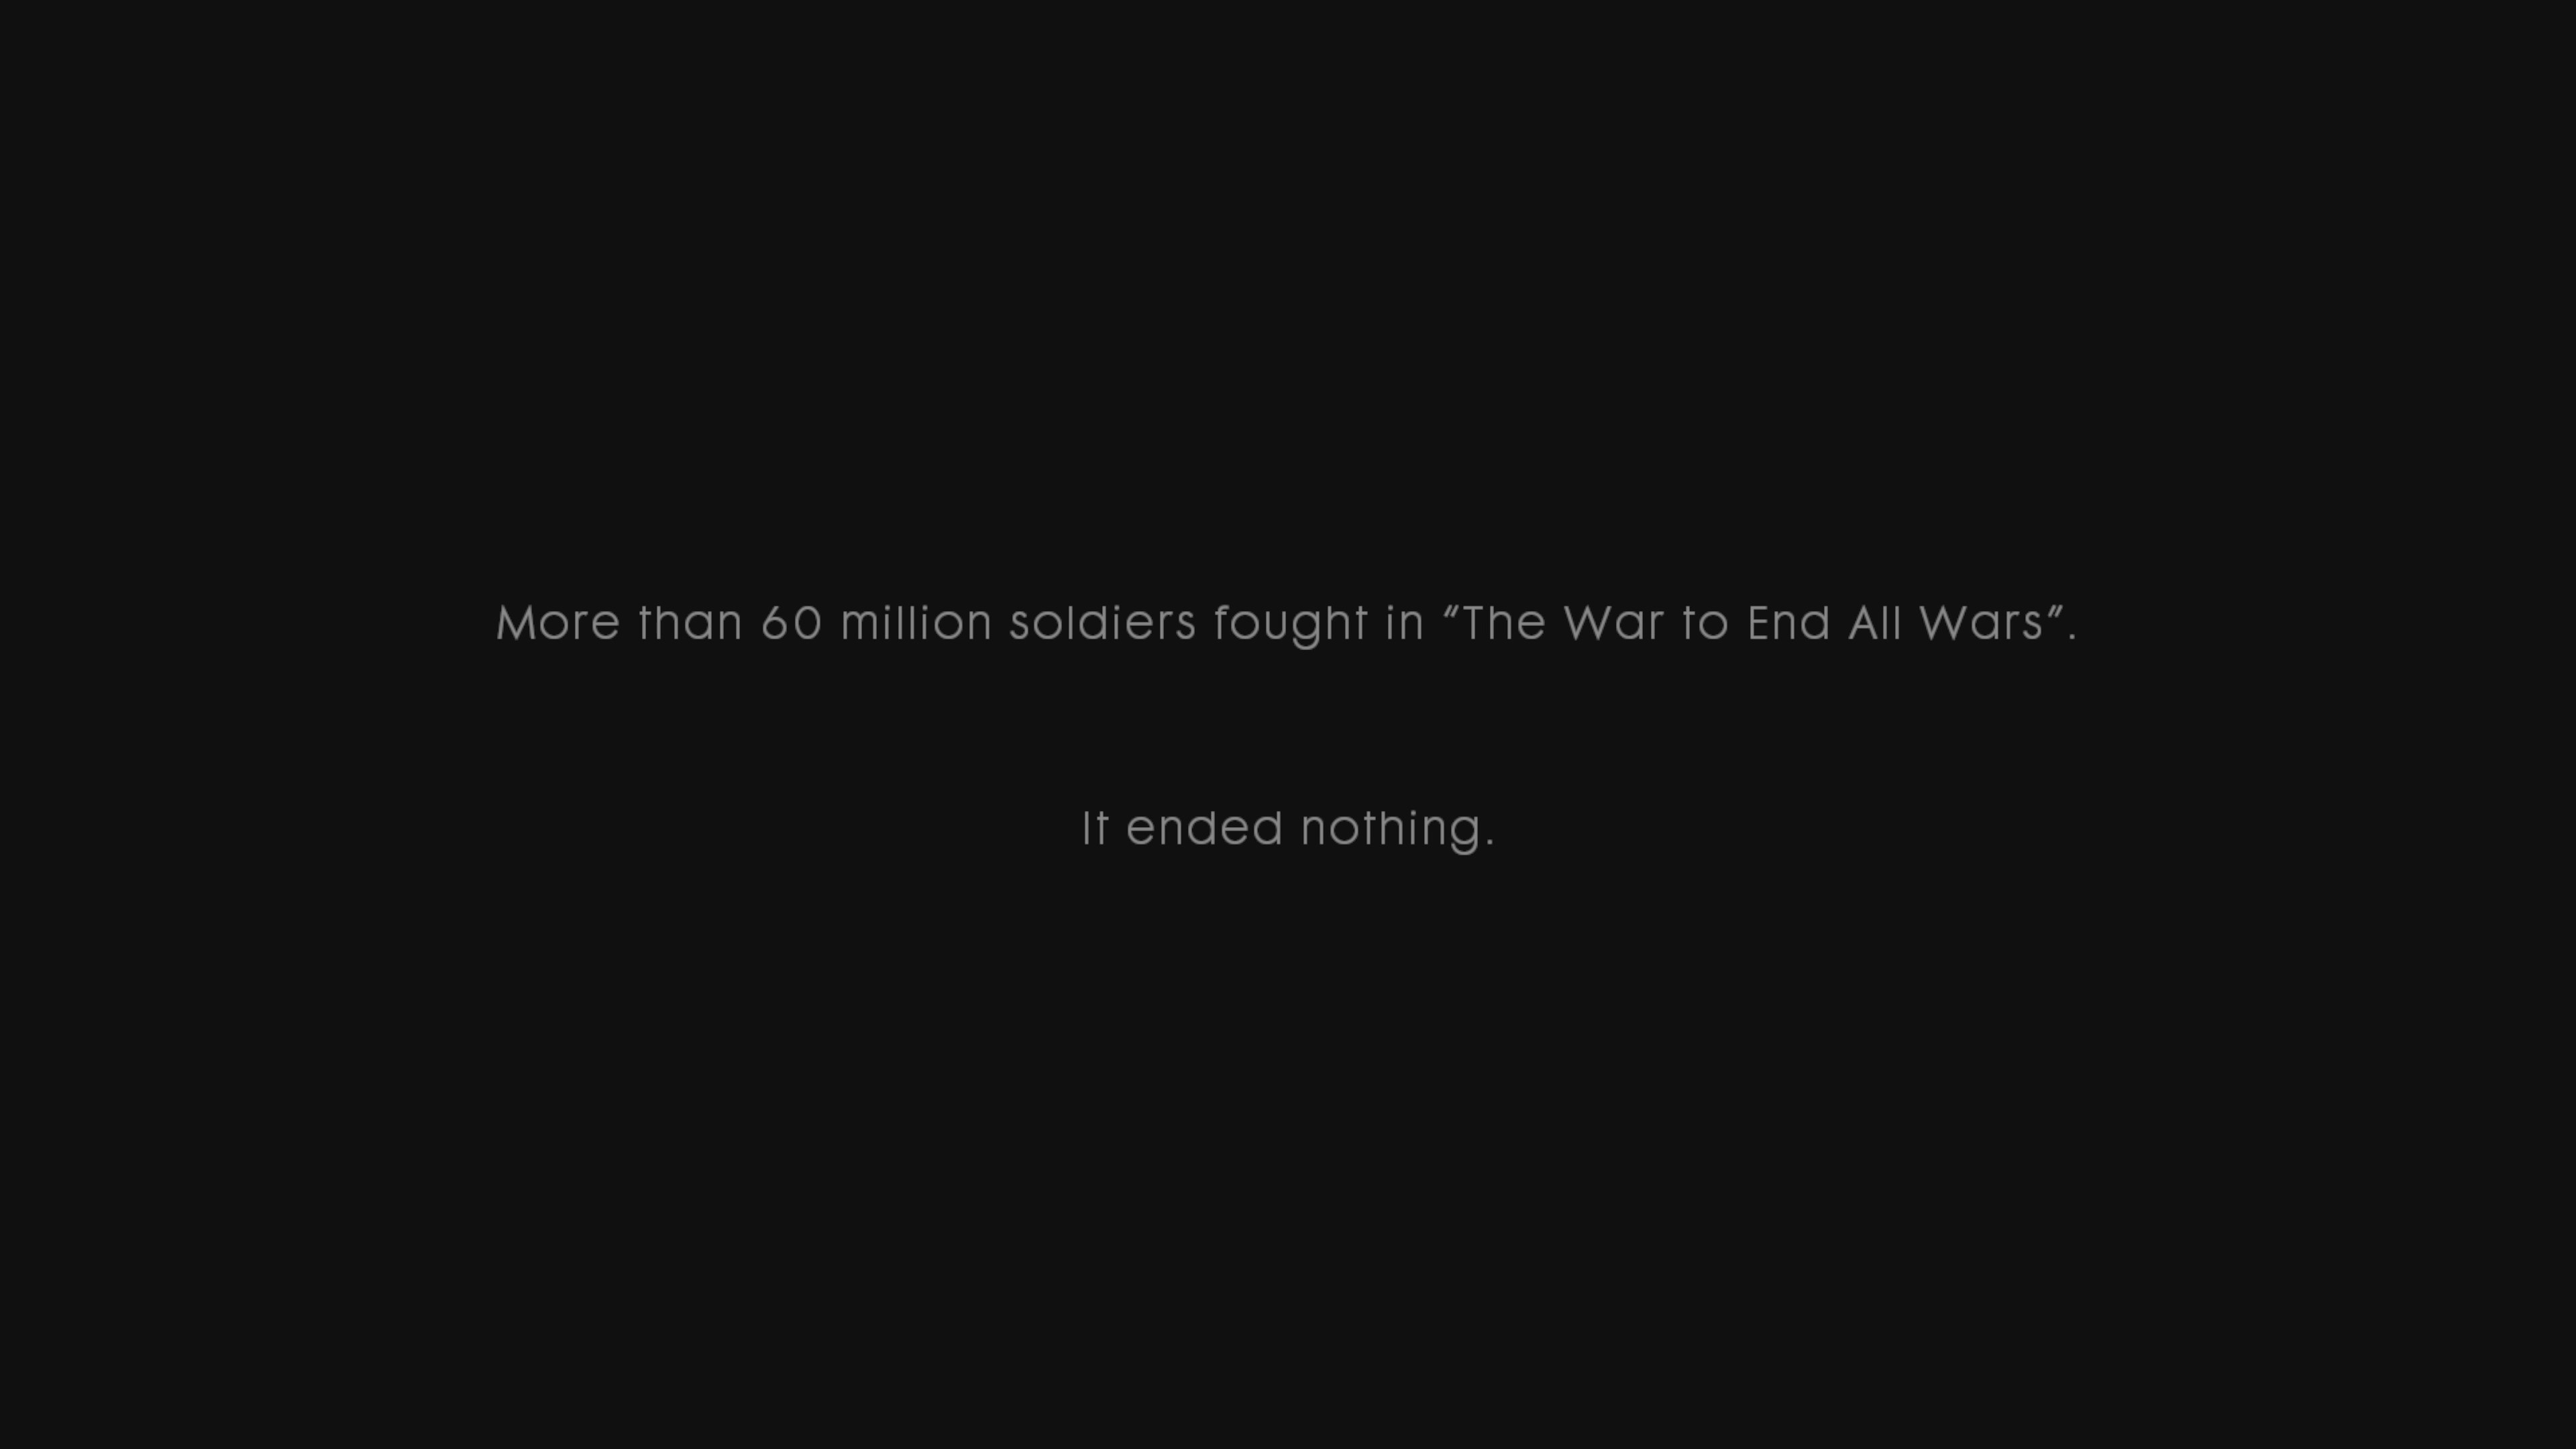 More than 60 million soldiers fought in “The War to End All Wars”.
It ended nothing.